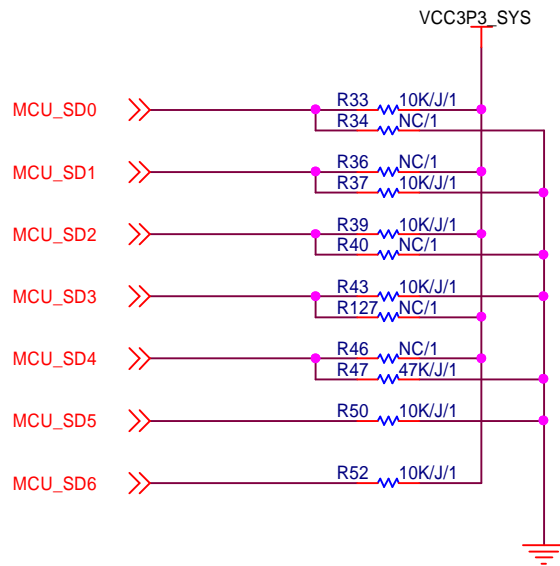 VCC3P3_SYS
MCU_SD0 R33 10K/J/1
R34 NC/1
MCU_SD1 R36 NC/1
R37 10K/J/1
MCU_SD2 R39 10K/J/1
R40 NC/1
MCU_SD3 R43 10K/J/1
R127 NC/1
MCU_SD4 R46 NC/1
R47 47K/J/1
MCU_SD5 R50 10K/J/1
MCU_SD6 R52 10K/J/1